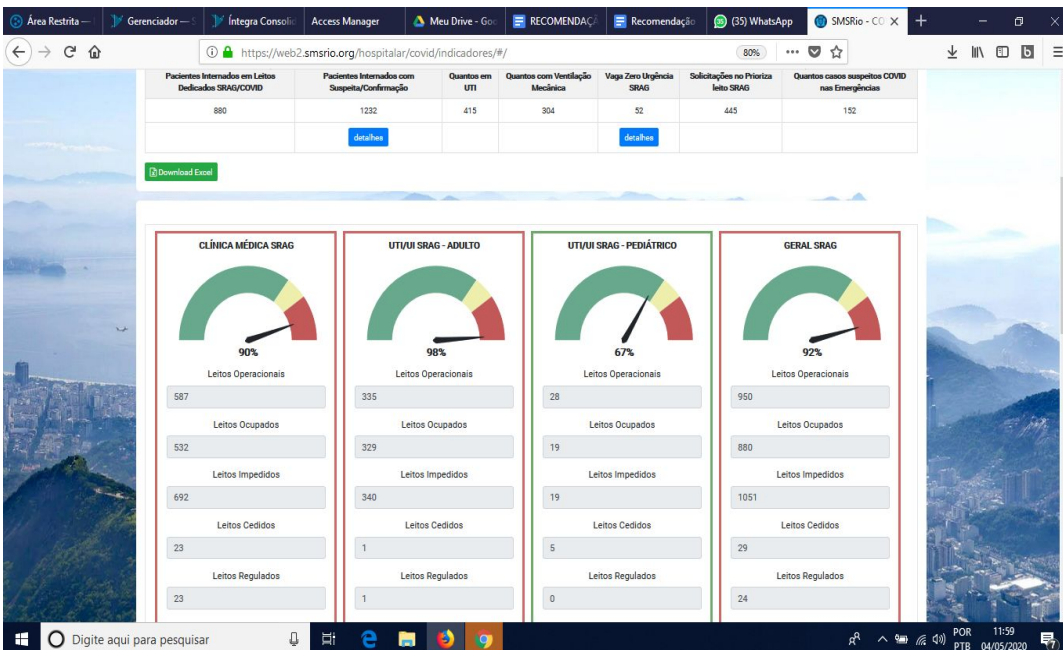 Área Restrita —
Gerenciador — S
Íntegra Consolid
Access Manager
Meu Drive - Goo
RECOMENDAÇÃ
Recomendação
(35) WhatsApp
SMSRio - CO
https://web2.smsrio.org/hospitalar/covid/indicadores/#/
80%
Pacientes Internados em Leitos Dedicados SRAG/COVID
Pacientes Internados com Suspeita/Confirmação
Quantos em UTI
Quantos com Ventilação Mecânica
Vaga Zero Urgência SRAG
Solicitações no Prioriza leito SRAG
Quantos casos suspeitos COVID nas Emergências
880 1232 415 304 52 445 152
detalhes detalhes
Download Excel
CLÍNICA MÉDICA SRAG
90%
Leitos Operacionais
587
Leitos Ocupados
532
Leitos Impedidos
692
Leitos Cedidos
23
Leitos Regulados
23
UTI/UI SRAG - ADULTO
98%
Leitos Operacionais
335
Leitos Ocupados
329
Leitos Impedidos
340
Leitos Cedidos
1
Leitos Regulados
1
UTI/UI SRAG - PEDIÁTRICO
67%
Leitos Operacionais
28
Leitos Ocupados
19
Leitos Impedidos
19
Leitos Cedidos
5
Leitos Regulados
0
GERAL SRAG
92%
Leitos Operacionais
950
Leitos Ocupados
880
Leitos Impedidos
1051
Leitos Cedidos
29
Leitos Regulados
24
Digite aqui para pesquisar
POR
PTB
11:59
04/05/2020